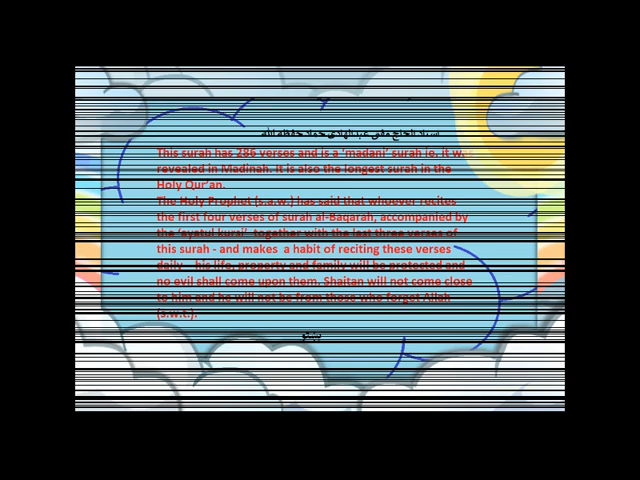 This surah has 286 verses and is a ‘madani’ surah ie. it was
revealed in Madinah. It is also the longest surah in the
Holy Qur’an.
The Holy Prophet (s.a.w.) has said that whoever recites
the first four verses of surah al-Baqarah, accompanied by
the ‘ayatul kursi’ together with the last three verses of
this surah - and makes a habit of reciting these verses
daily – his life, property and family will be protected and
no evil shall come upon them. Shaitan will not come close
to him and he will not be from those who forget Allah
(s.w.t.).